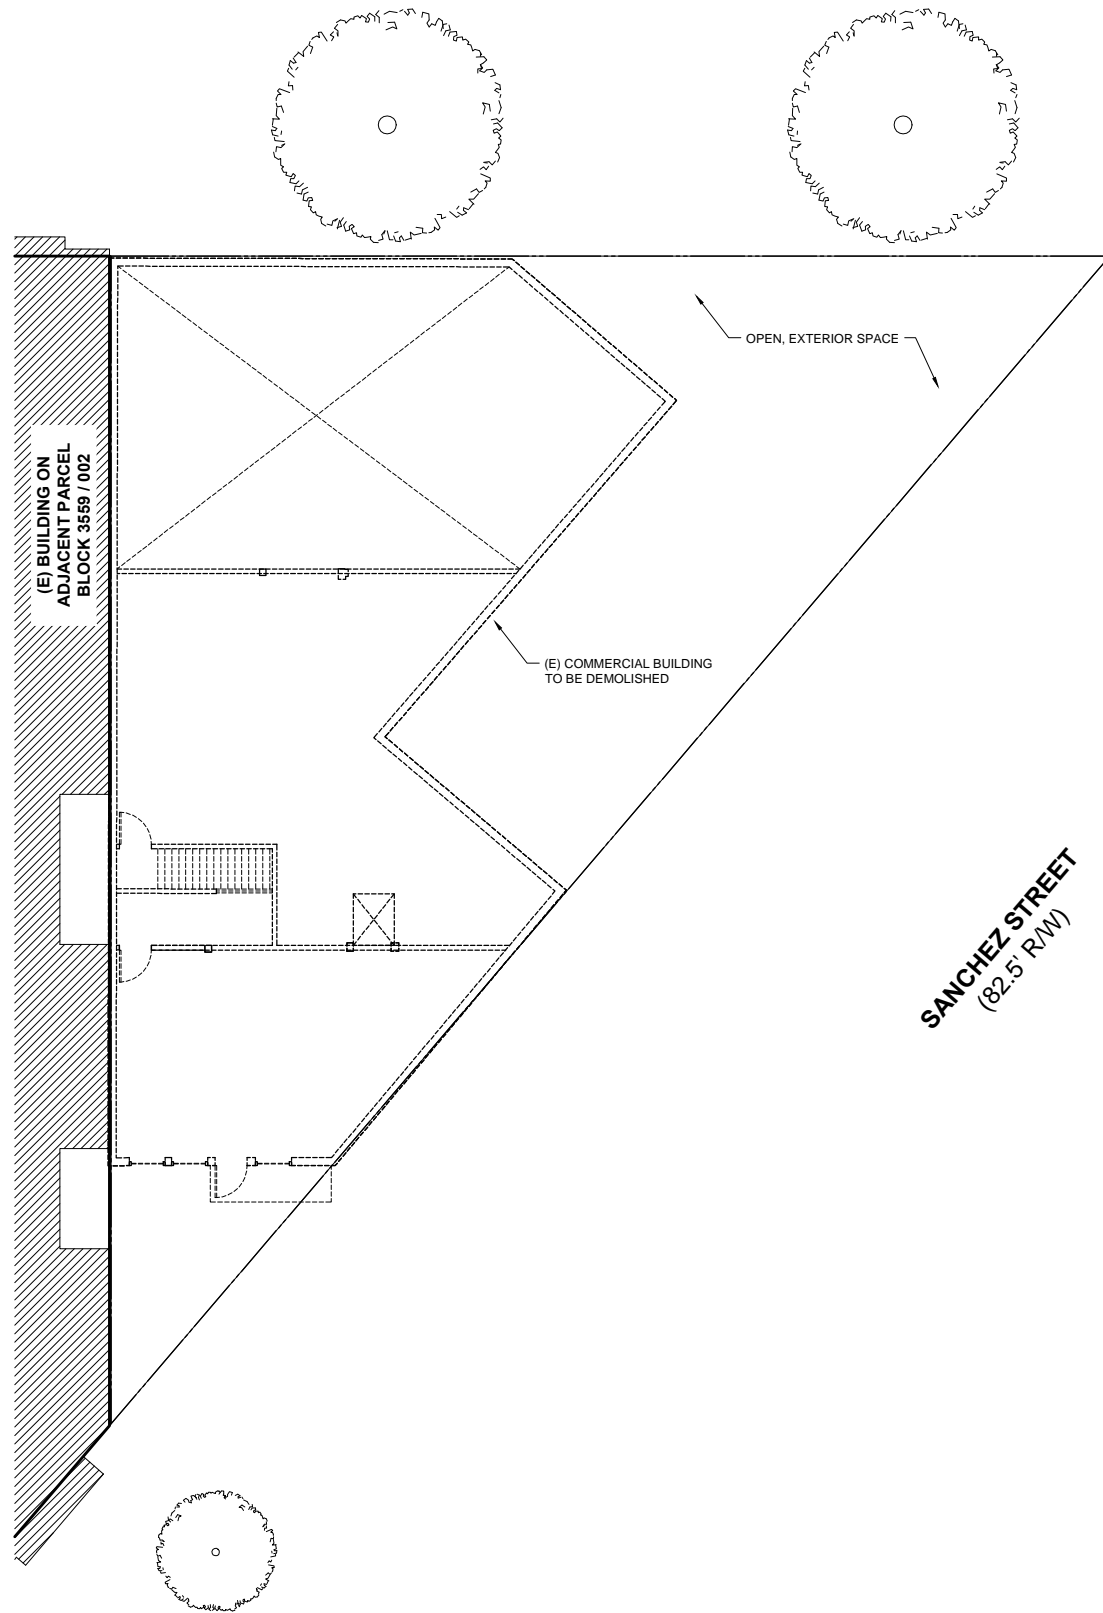 OPEN, EXTERIOR SPACE
(E) BUILDING ON
ADJACENT PARCEL
BLOCK 3559 / 002
(E) COMMERCIAL BUILDING
TO BE DEMOLISHED
SANCHEZ STREET
(82.5' R/W)